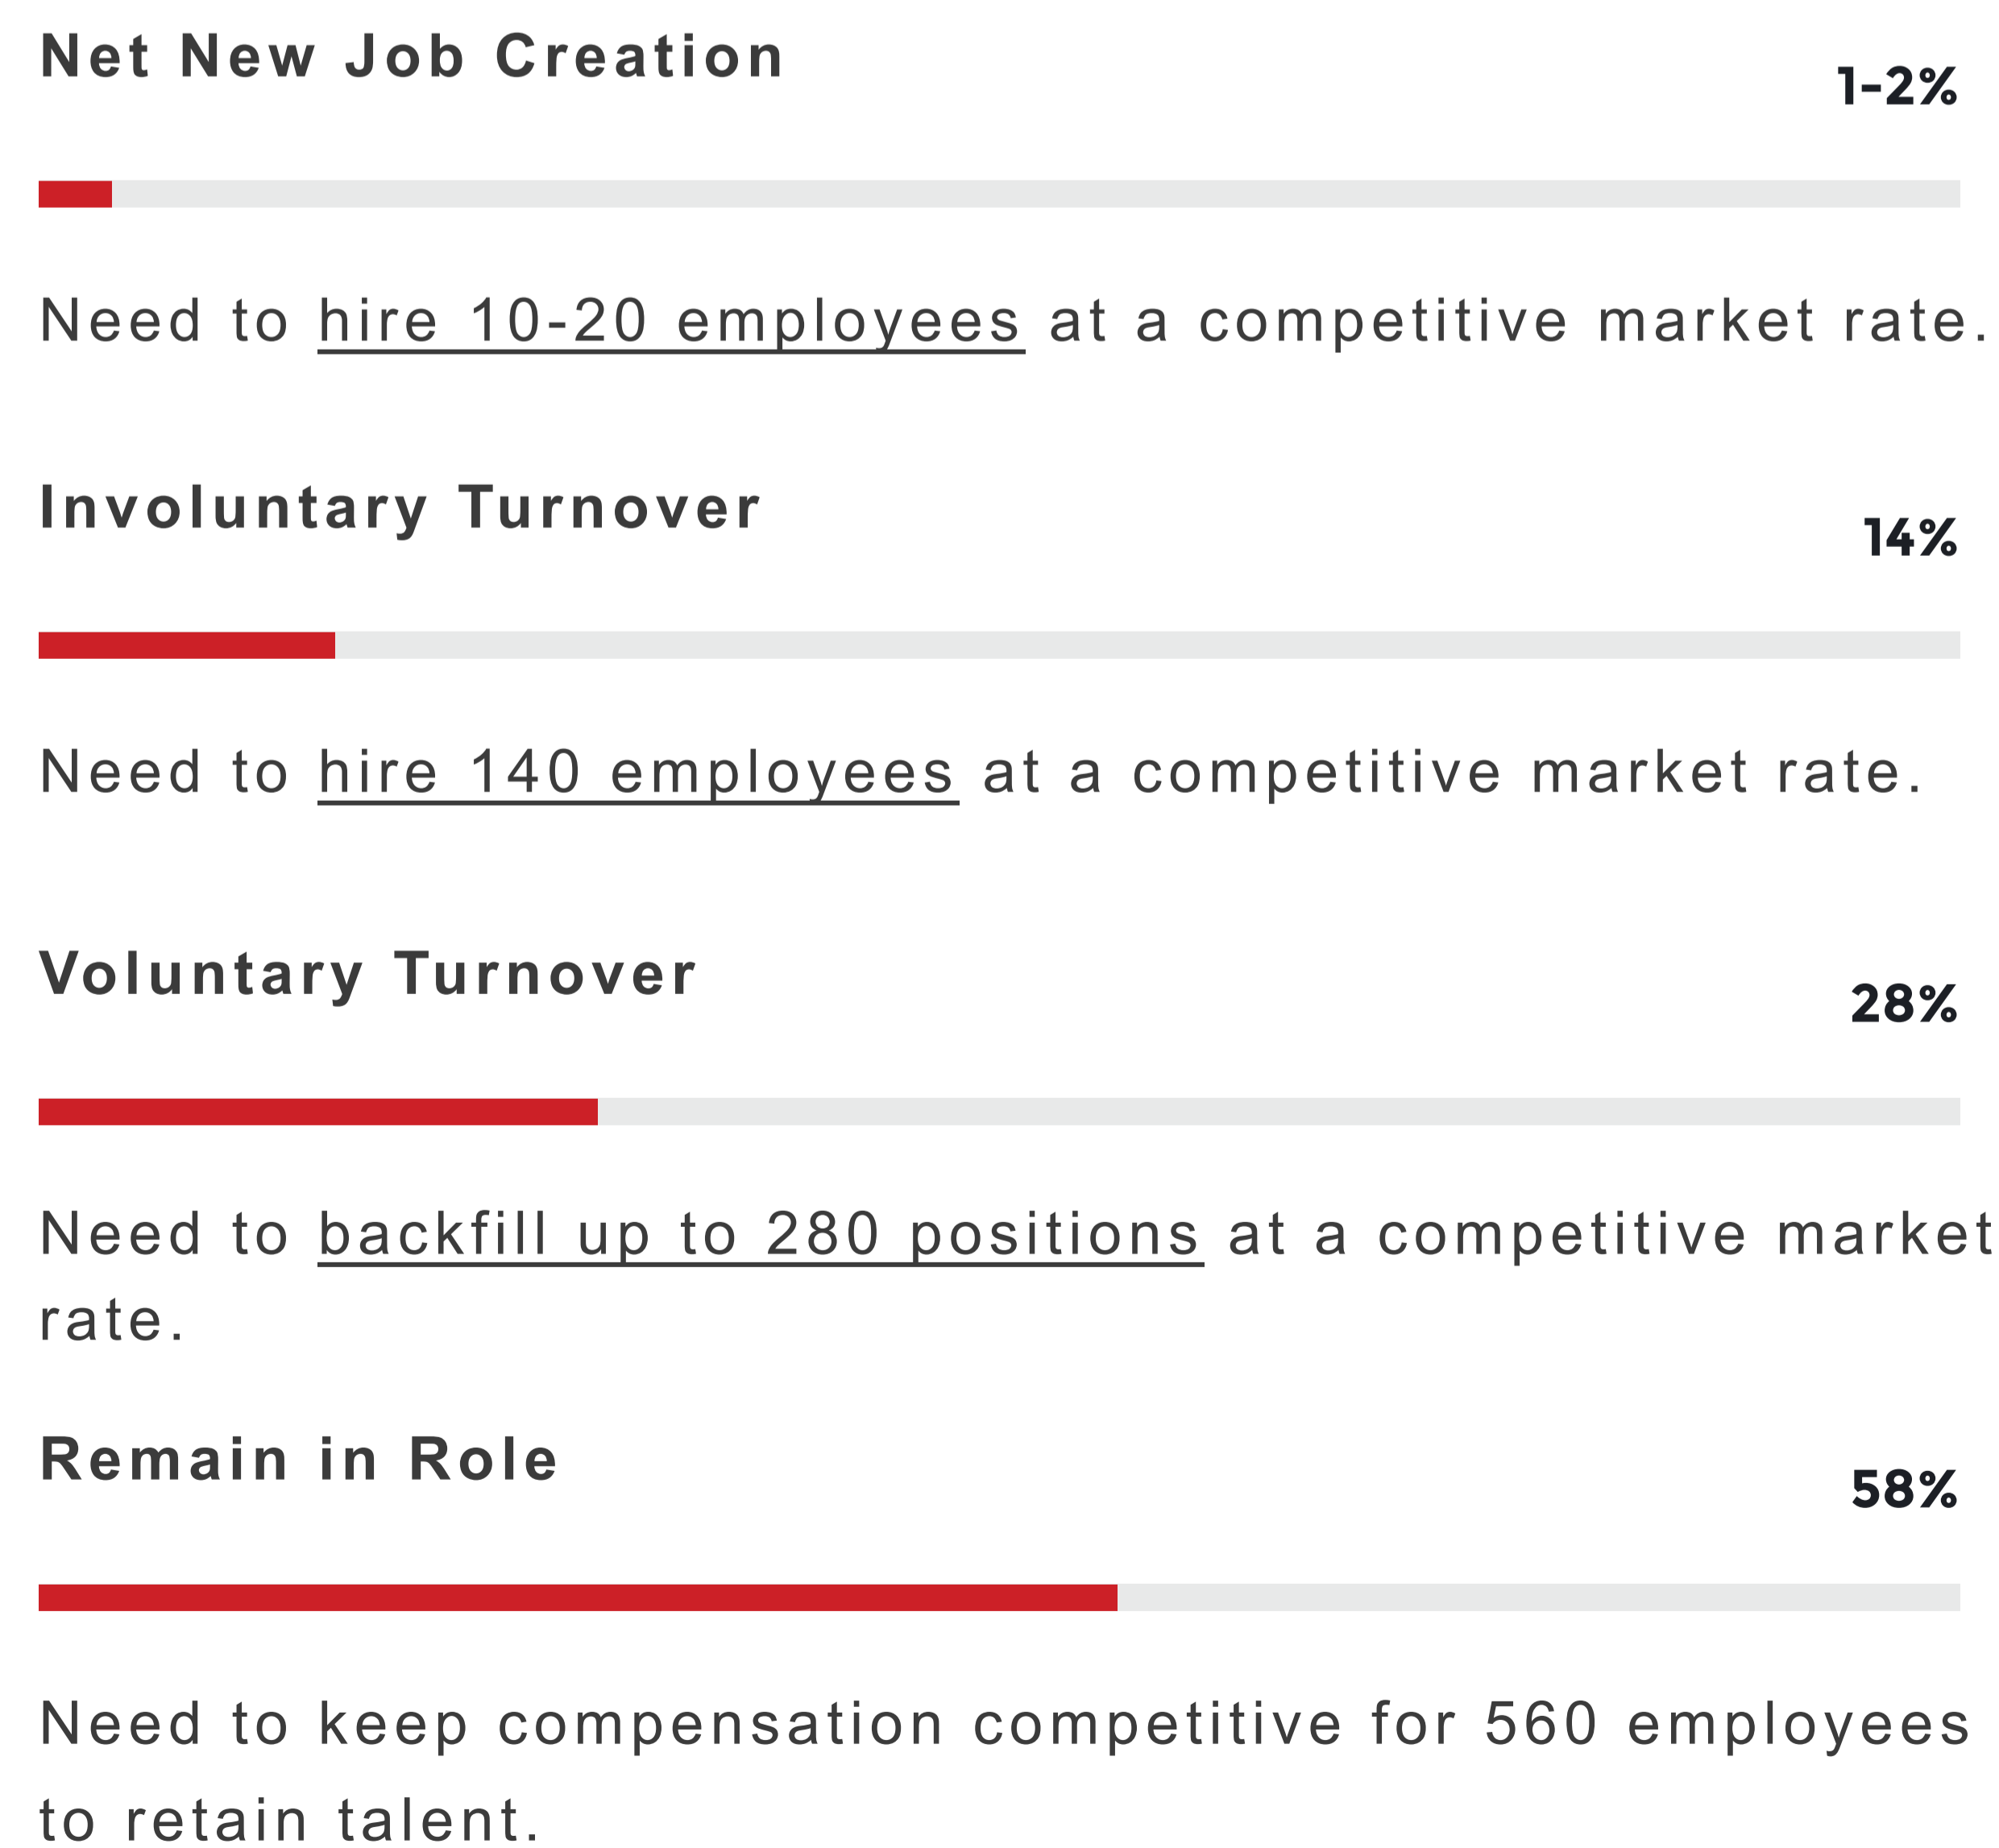 Net New Job Creation
1-2%
Need to hire 10-20 employees at a competitive market rate.
Involuntary Turnover
14%
Need to hire 140 employees at a competitive market rate.
Voluntary Turnover
28%
Need to backfill up to 280 positions at a competitive market
rate.
Remain in Role
58%
Need to keep compensation competitive for 560 employees
to retain talent.